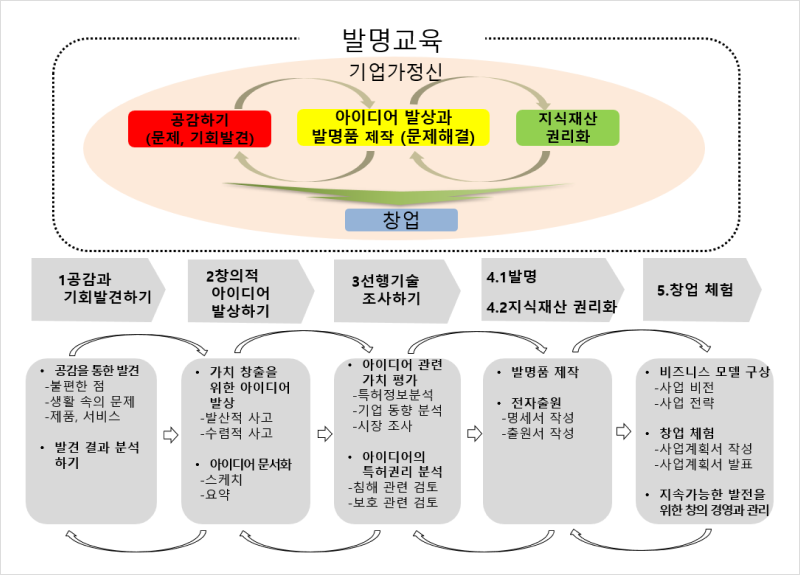 발명교육
기업가정신
공감하기
(문제, 기회발견)
아이디어 발상과
발명품 제작 (문제해결)
지식재산
권리화
창업
1공감과
기회발견하기
2창의적
아이디어
발상하기
3선행기술
조사하기
4.1발명
4.2지식재산 권리화
5.창업 체험
• 공감을 통한 발견
-불편한 점
-생활 속의 문제
-제품, 서비스
• 발견 결과 분석
하기
• 가치 창출을
위한 아이디어
발상
-발산적 사고
-수렴적 사고
• 아이디어 문서화
-스케치
-요약
• 아이디어 관련
가치 평가
-특허정보분석
-기업 동향 분석
-시장 조사
• 아이디어의
특허권리 분석
-침해 관련 검토
-보호 관련 검토
• 발명품 제작
• 전자출원
-명세서 작성
-출원서 작성
• 비즈니스 모델 구상
-사업 비전
-사업 전략
• 창업 체험
-사업계획서 작성
-사업계획서 발표
• 지속가능한 발전을
위한 창의 경영과 관리